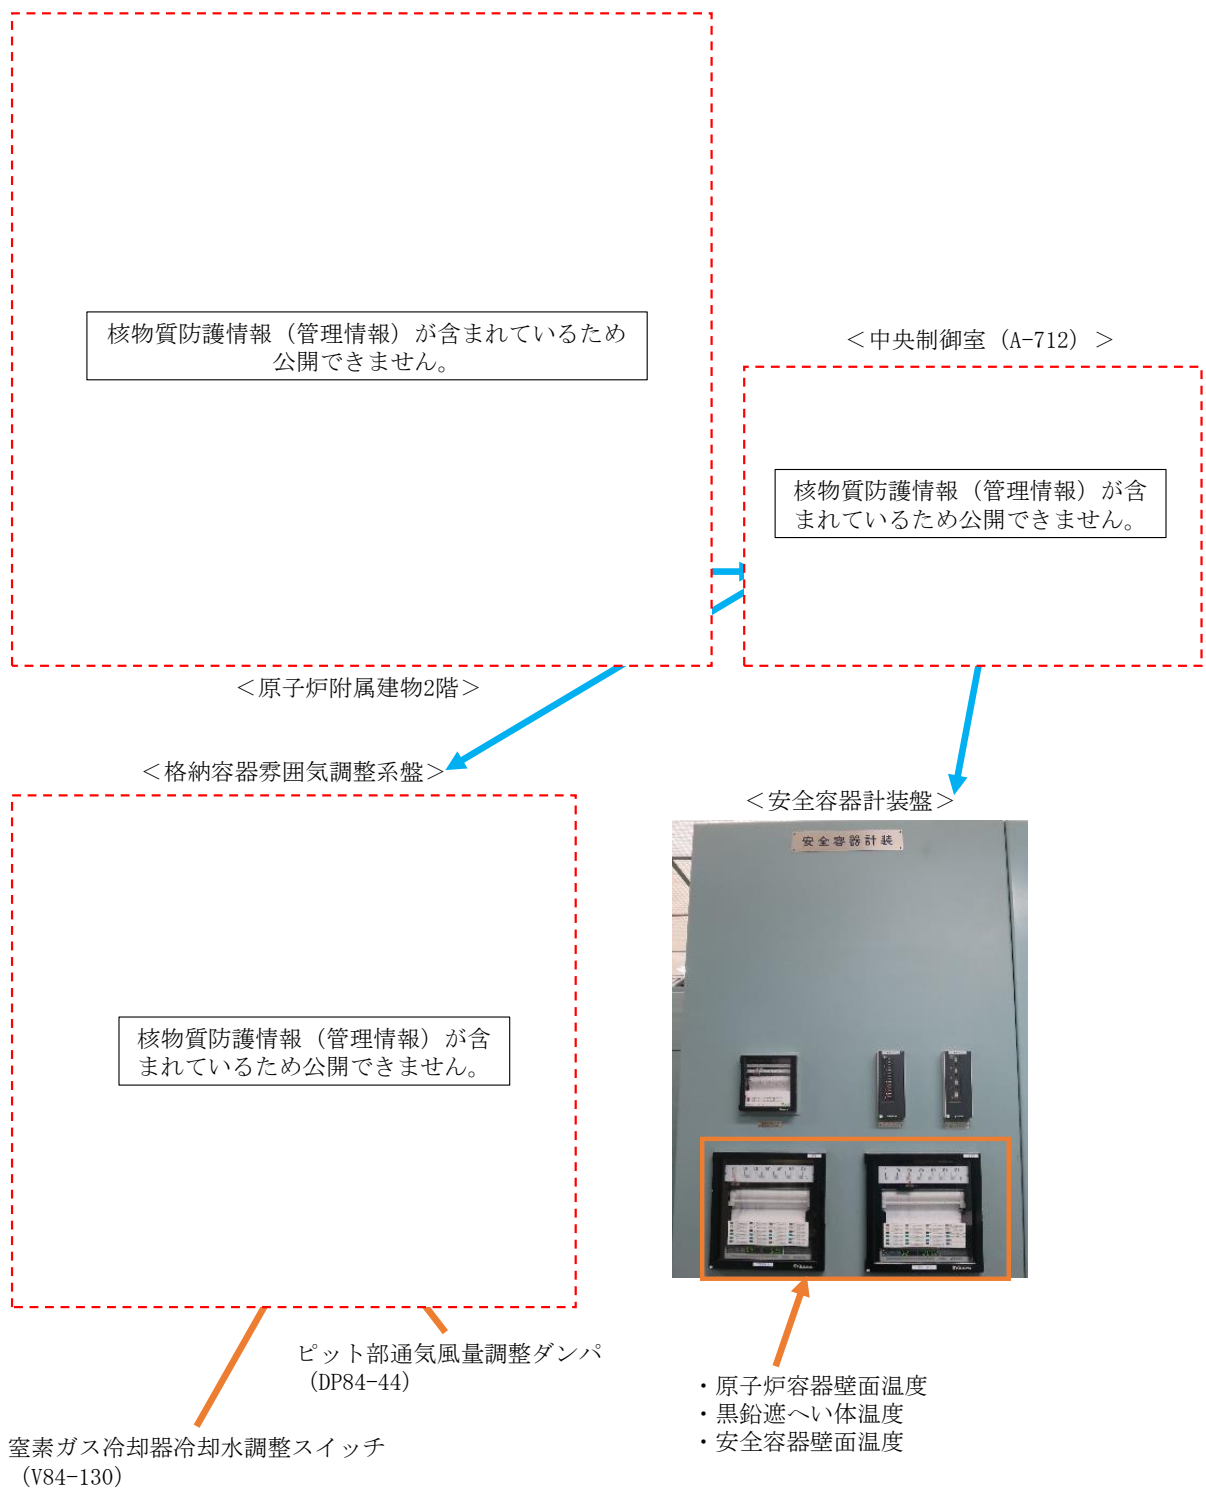 核物質防護情報（管理情報）が含まれているため
公開できません。
＜中央制御室（A-712）＞
核物質防護情報（管理情報）が含
まれているため公開できません。
＜原子炉附属建物2階＞
＜格納容器雰囲気調整系盤＞
核物質防護情報（管理情報）が含
まれているため公開できません。
＜安全容器計装盤＞
安全容器計装
ピット部通気風量調整ダンパ
（DP84-44）
窒素ガス冷却器冷却水調整スイッチ
（V84-130）
・原子炉容器壁面温度
・黒鉛遮へい体温度
・安全容器壁面温度